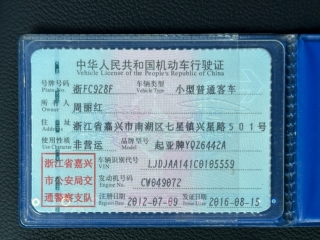 中华人民共和国机动车行驶证
Vehicle License of the People's Republic of China
号牌号码 浙FC928F 车辆类型 小型普通客车
Plate No. Vehicle Type
所有人 周丽红
Owner
住址 浙江省嘉兴市南湖区七星镇兴星路501号
Address
使用性质 非营运 品牌型号 起亚牌YQZ6442A
Use Character Model
浙江省嘉兴 车辆识别代号 LJDJAA141C0105559
VIN
市公安局交 发动机号码 CW049072
Engine No.
通警察支队 注册日期 2012-07-09 发证日期 2016-08-15
Register Date Issue Date